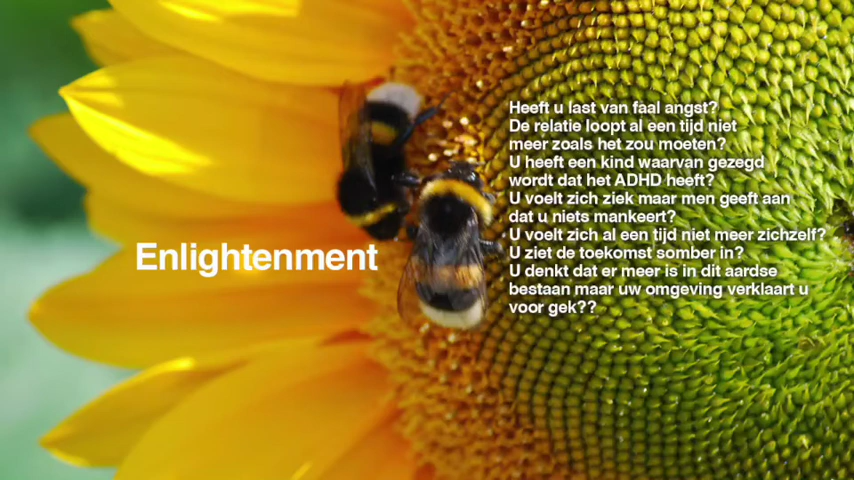 Enlightenment
Heeft u last van faal angst?
De relatie loopt al een tijd niet
meer zoals het zou moeten?
U heeft een kind waarvan gezegd
wordt dat het ADHD heeft?
U voelt zich ziek maar men geeft aan
dat u niets mankeert?
U voelt zich al een tijd niet meer zichzelf?
U ziet de toekomst somber in?
U denkt dat er meer is in dit aardse
bestaan maar uw omgeving verklaart u
voor gek??